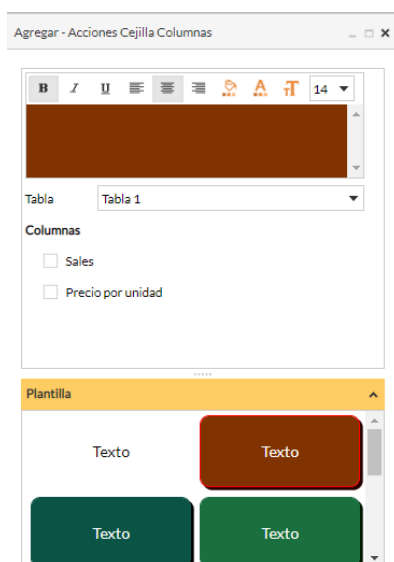 Agregar - Acciones Cejilla Columnas
B I U A T 14
Tabla Tabla 1
Columnas
Sales
Precio por unidad
Plantilla
Texto Texto
Texto Texto